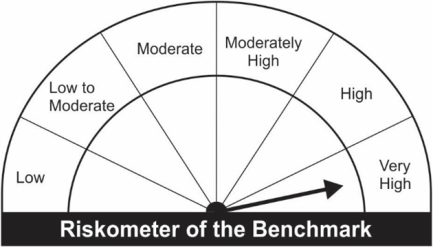 Low
Low to
Moderate
Moderate
Moderately
High
High
Very
High
Riskometer of the Benchmark